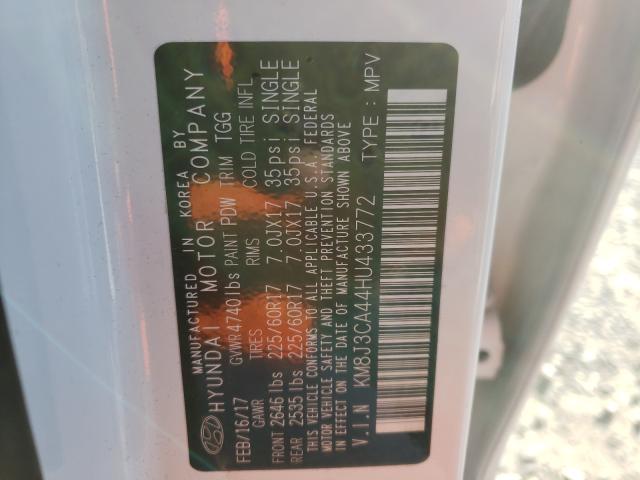 MANUFACTURED IN KOREA BY
HYUNDAI MOTOR COMPANY
FEB/16/17 GVWR 4740lbs PAINT PDW TRIM TGG
GAWR TIRES RIMS COLD TIRE INFL
FRONT 2646 lbs 225/60R17 7.0JX17 35psi SINGLE
REAR 2535 lbs 225/60R17 7.0JX17 35psi SINGLE
THIS VEHICLE CONFORMS TO ALL APPLICABLE U.S.A. FEDERAL
MOTOR VEHICLE SAFETY AND THEFT PREVENTION STANDARDS
IN EFFECT ON THE DATE OF MANUFACTURE SHOWN ABOVE
V.I.N KM8J3CA44HU433772 TYPE : MPV